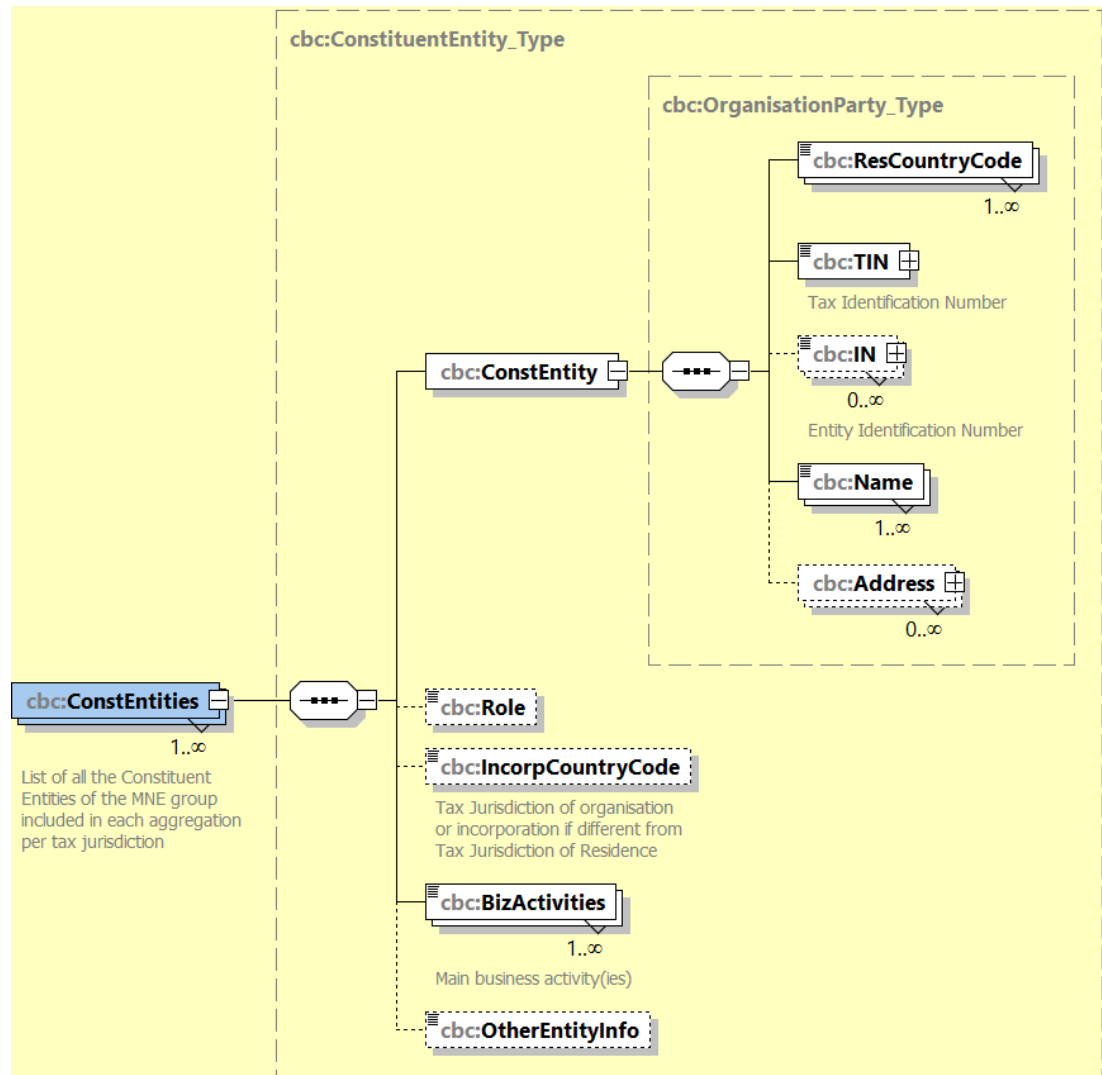 cbc:ConstituentEntity_Type
cbc:OrganisationParty_Type
cbc:ResCountryCode
1..∞
cbc:TIN
Tax Identification Number
cbc:IN
0..∞
Entity Identification Number
cbc:ConstEntity
cbc:Name
1..∞
cbc:Address
0..∞
cbc:ConstEntities
1..∞
List of all the Constituent
Entities of the MNE group
included in each aggregation
per tax jurisdiction
cbc:Role
cbc:IncorpCountryCode
Tax Jurisdiction of organisation
or incorporation if different from
Tax Jurisdiction of Residence
cbc:BizActivities
1..∞
Main business activity(ies)
cbc:OtherEntityInfo